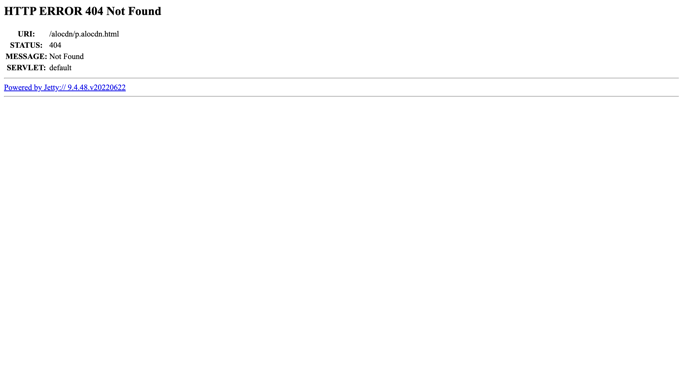 HTTP ERROR 404 Not Found
URI: /alocdn/p.alocdn.html
STATUS: 404
MESSAGE: Not Found
SERVLET: default
Powered by Jetty:// 9.4.48.v20220622